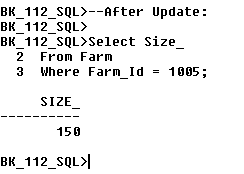 BK_112_SQL>--After Update:
BK_112_SQL>
BK_112_SQL>Select Size_
  2  From Farm
  3  Where Farm_Id = 1005;

     SIZE_
----------
       150

BK_112_SQL>